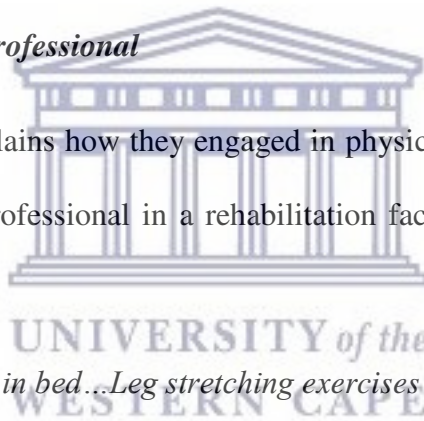 rofessional
lains how they engaged in physic
rofessional in a rehabilitation fac
UNIVERSITY of the
in bed...Leg stretching exercises
WESTERN CAPE